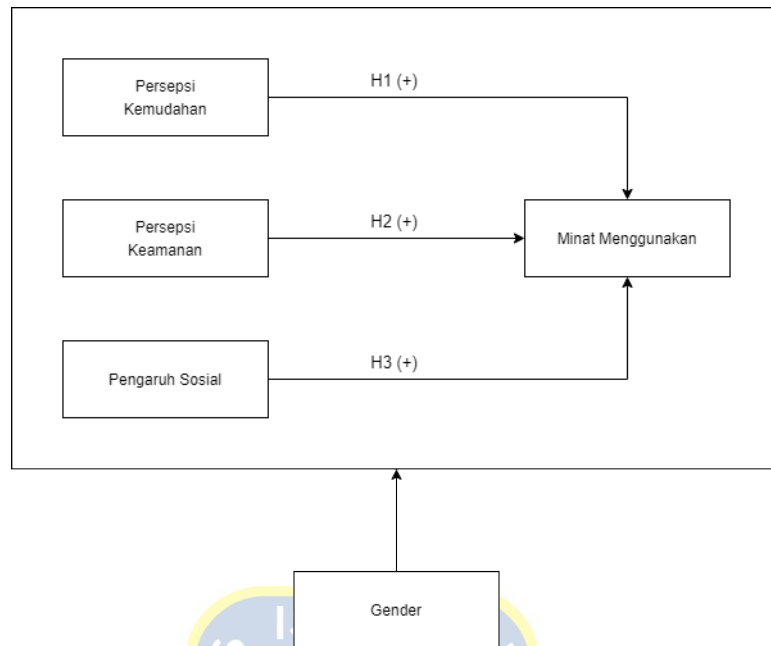 Persepsi
Kemudahan
H1 (+)
Persepsi
Keamanan
H2 (+)
Minat Menggunakan
Pengaruh Sosial
H3 (+)
Gender